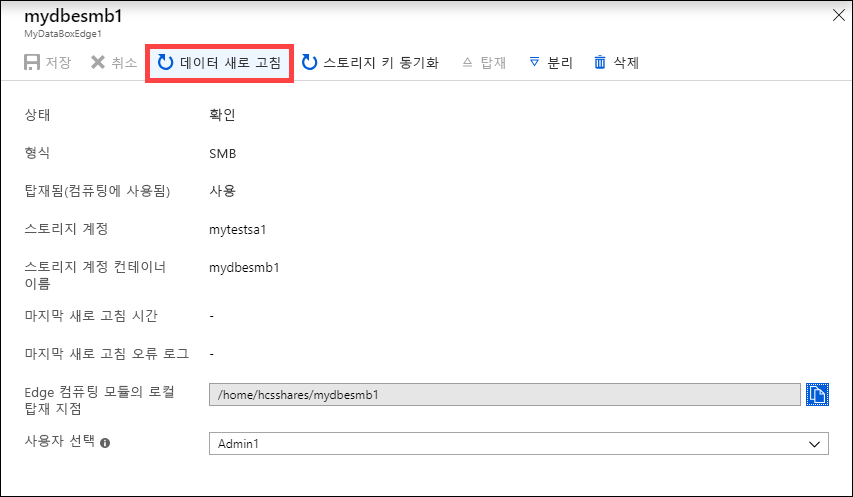 mydbesmb1
MyDataBoxEdge1
저장 취소 데이터 새로 고침 스토리지 키 동기화 탑재 분리 삭제
상태 확인
형식 SMB
탑재됨(컴퓨팅에 사용됨) 사용
스토리지 계정 mytestsa1
스토리지 계정 컨테이너
이름 mydbesmb1
마지막 새로 고침 시간 -
마지막 새로 고침 오류 로그 -
Edge 컴퓨팅 모듈의 로컬
탑재 지점 /home/hcsshares/mydbesmb1
사용자 선택 Admin1